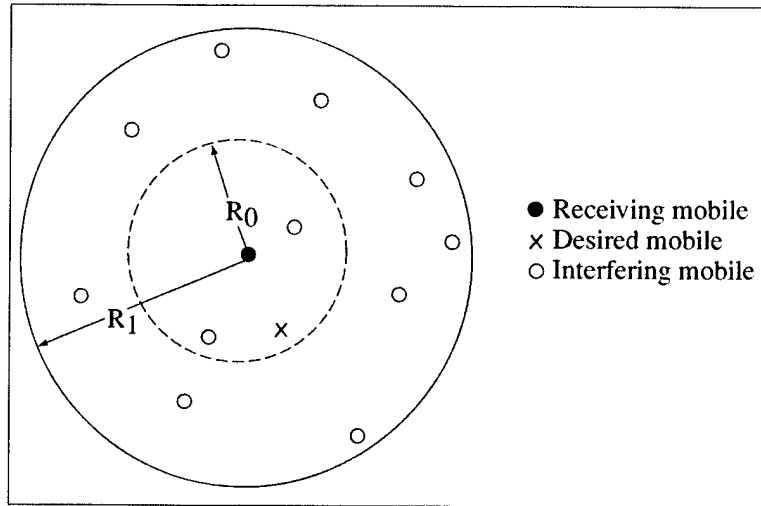 R0
R1
● Receiving mobile
× Desired mobile
○ Interfering mobile